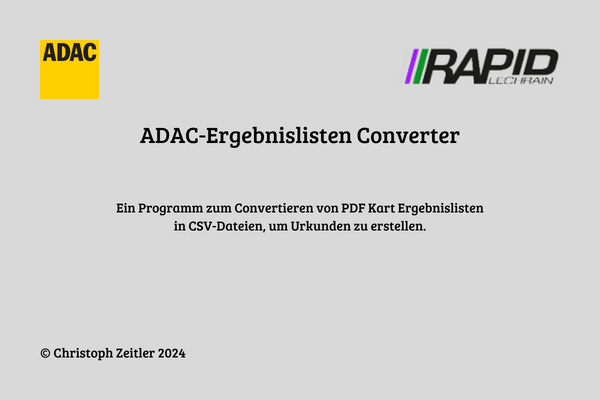 ADAC
RAPID
LECHRAIN
ADAC-Ergebnislisten Converter
Ein Programm zum Convertieren von PDF Kart Ergebnislisten
in CSV-Dateien, um Urkunden zu erstellen.
© Christoph Zeitler 2024